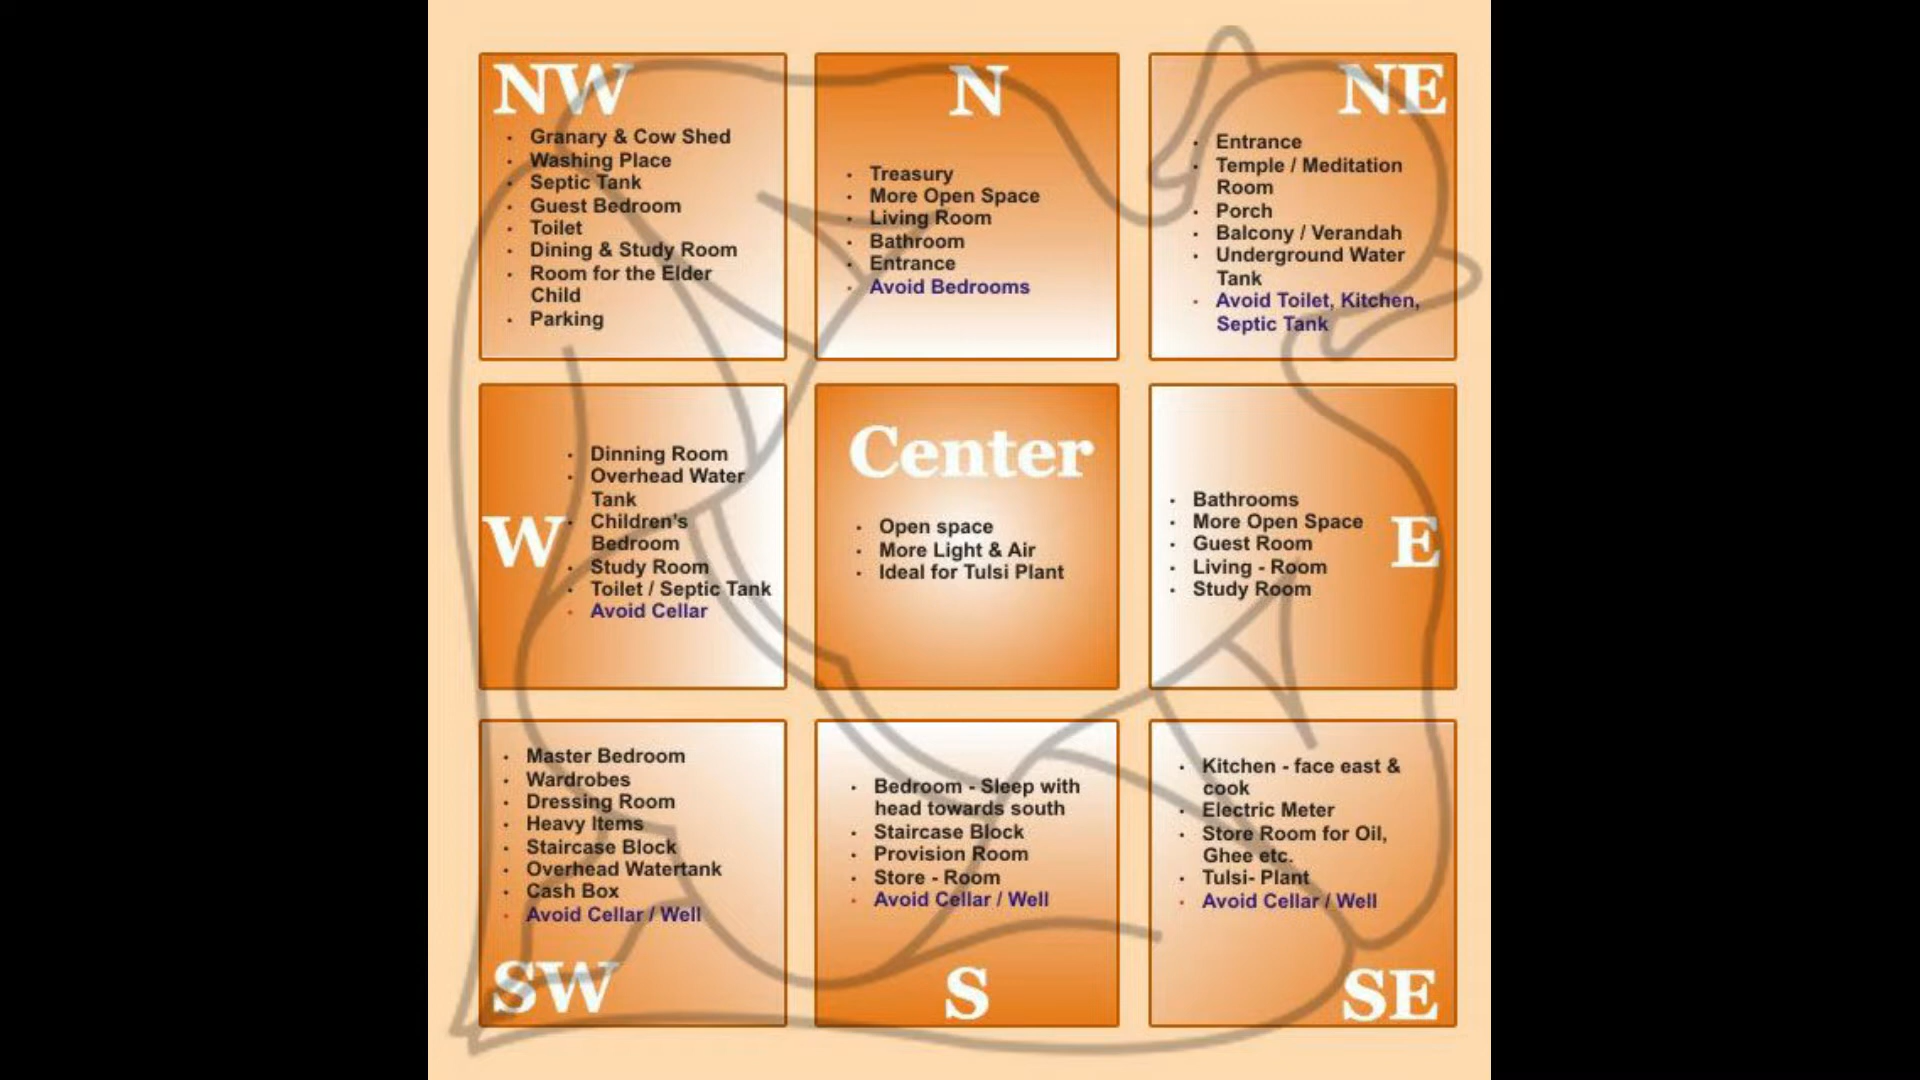 NW
• Granary & Cow Shed
• Washing Place
• Septic Tank
• Guest Bedroom
• Toilet
• Dining & Study Room
• Room for the Elder
Child
• Parking
N
• Treasury
• More Open Space
• Living Room
• Bathroom
• Entrance
• Avoid Bedrooms
NE
• Entrance
• Temple / Meditation
Room
• Porch
• Balcony / Verandah
• Underground Water
Tank
• Avoid Toilet, Kitchen,
Septic Tank
W
• Dinning Room
• Overhead Water
Tank
• Children's
Bedroom
• Study Room
• Toilet / Septic Tank
• Avoid Cellar
Center
• Open space
• More Light & Air
• Ideal for Tulsi Plant
E
• Bathrooms
• More Open Space
• Guest Room
• Living - Room
• Study Room
• Master Bedroom
• Wardrobes
• Dressing Room
• Heavy Items
• Staircase Block
• Overhead Watertank
• Cash Box
• Avoid Cellar / Well
SW
• Bedroom - Sleep with
head towards south
• Staircase Block
• Provision Room
• Store - Room
• Avoid Cellar / Well
S
• Kitchen - face east &
cook
• Electric Meter
• Store Room for Oil,
Ghee etc.
• Tulsi- Plant
• Avoid Cellar / Well
SE